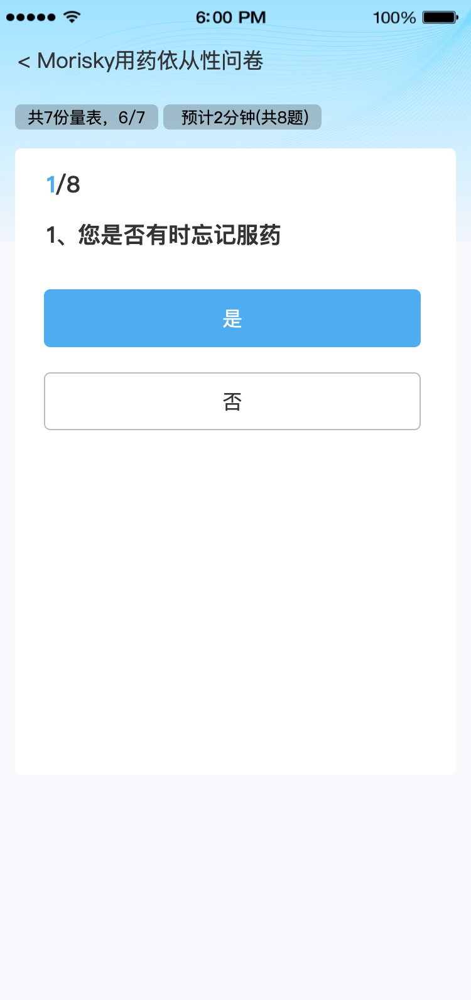 6:00 PM 100%
< Morisky用药依从性问卷
共7份量表，6/7 预计2分钟(共8题)
1/8
1、您是否有时忘记服药
是
否